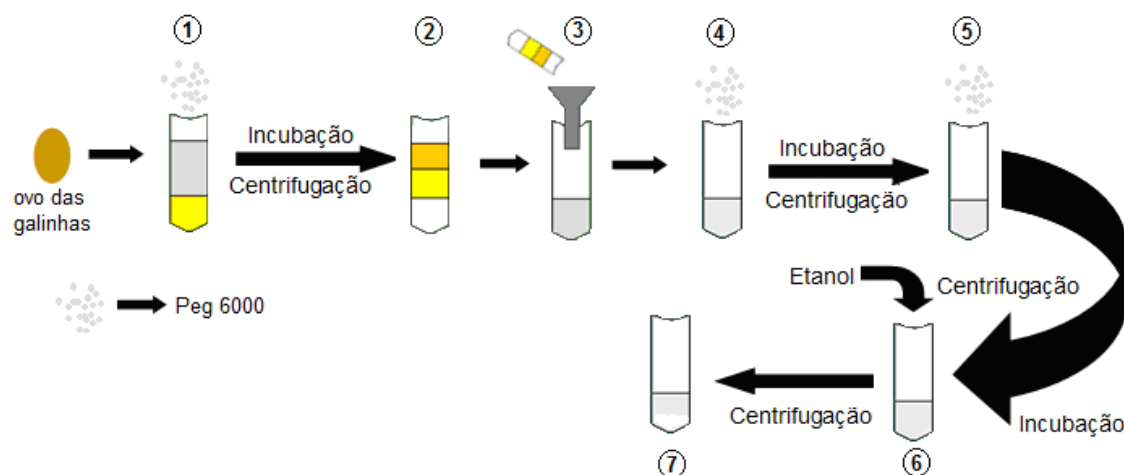 ①
②
③
④
⑤
Incubação
Centrifugação
Incubação
Centrifugação
ovo das
galinhas
Peg 6000
Etanol
Centrifugação
Incubação
Centrifugação
⑦
⑥